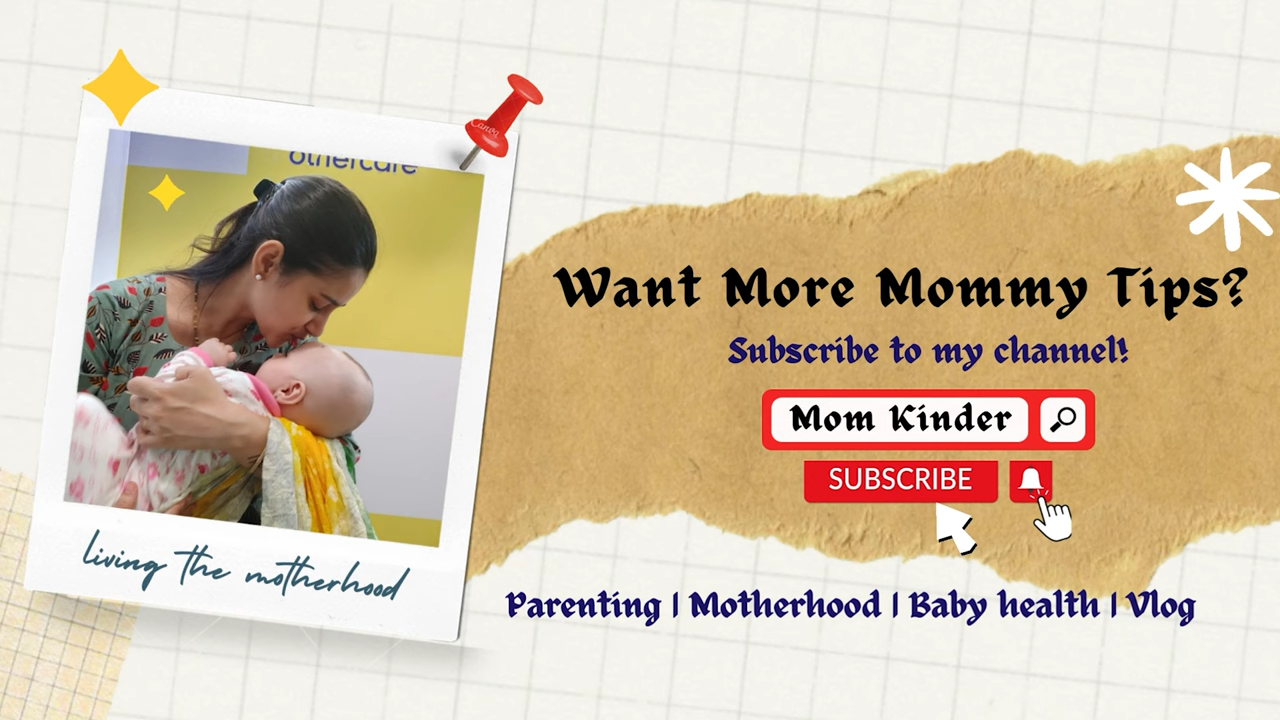 othercare
Canva
living the motherhood
Want More Mommy Tips?
Subscribe to my channel!
Mom Kinder
SUBSCRIBE
Parenting | Motherhood | Baby health | Vlog